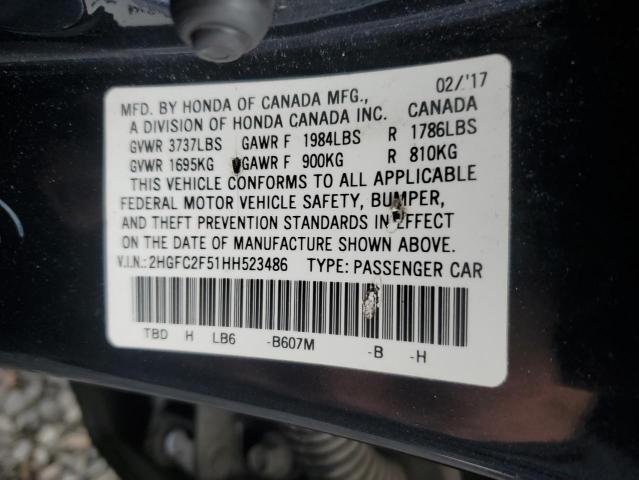 02/'17
MFD. BY HONDA OF CANADA MFG., CANADA
A DIVISION OF HONDA CANADA INC.
GVWR 3737LBS GAWR F 1984LBS R 1786LBS
GVWR 1695KG GAWR F 900KG R 810KG
THIS VEHICLE CONFORMS TO ALL APPLICABLE
FEDERAL MOTOR VEHICLE SAFETY, BUMPER,
AND THEFT PREVENTION STANDARDS IN EFFECT
ON THE DATE OF MANUFACTURE SHOWN ABOVE.
V.I.N.:2HGFC2F51HH523486 TYPE: PASSENGER CAR
TBD H LB6 -B607M -B -H